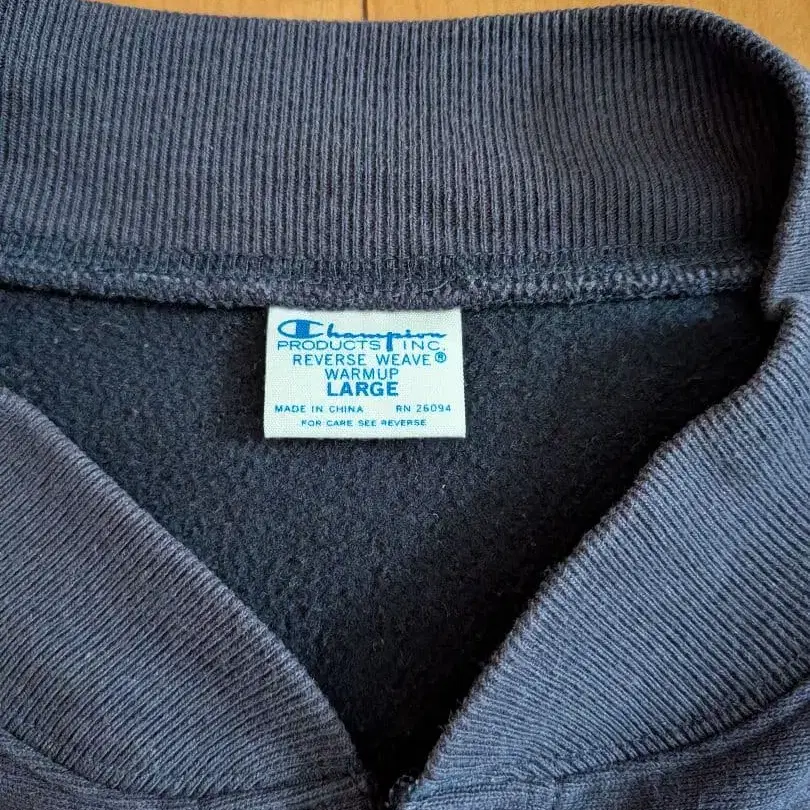 Champion
PRODUCTS INC.
REVERSE WEAVE®
WARMUP
LARGE
MADE IN CHINA RN 26094
FOR CARE SEE REVERSE